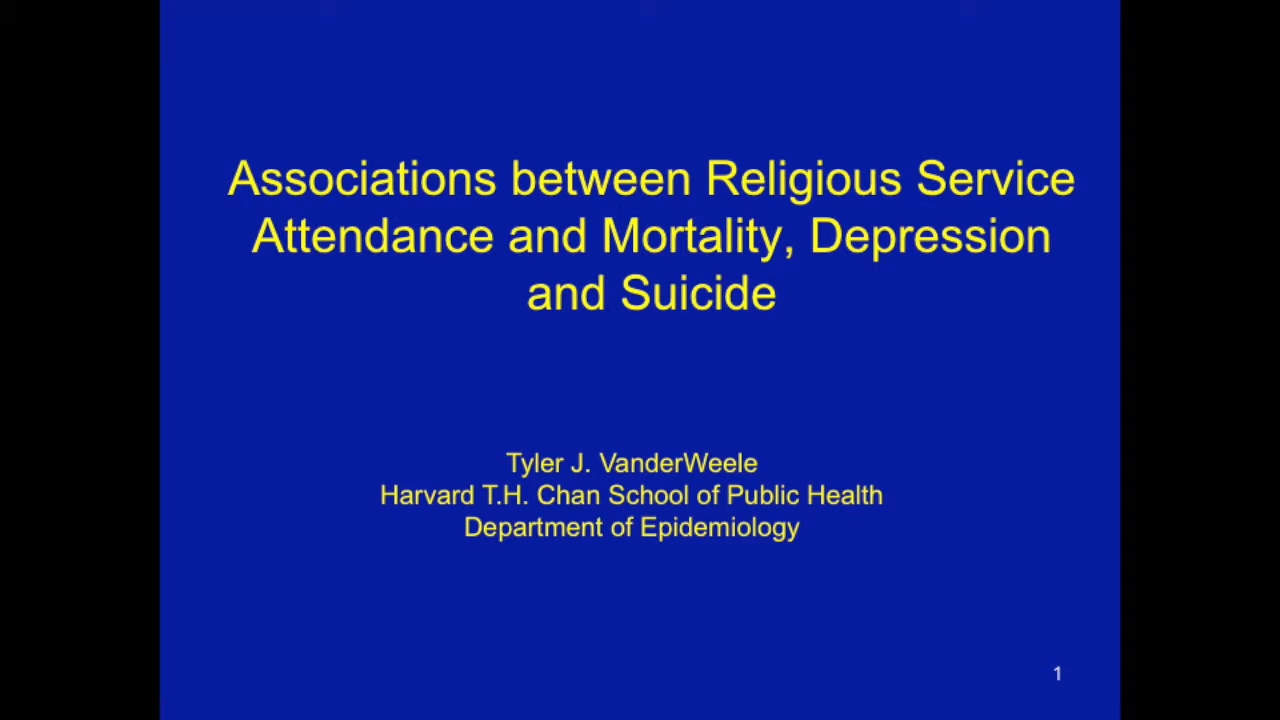 Associations between Religious Service
Attendance and Mortality, Depression
and Suicide
Tyler J. VanderWeele
Harvard T.H. Chan School of Public Health
Department of Epidemiology
1